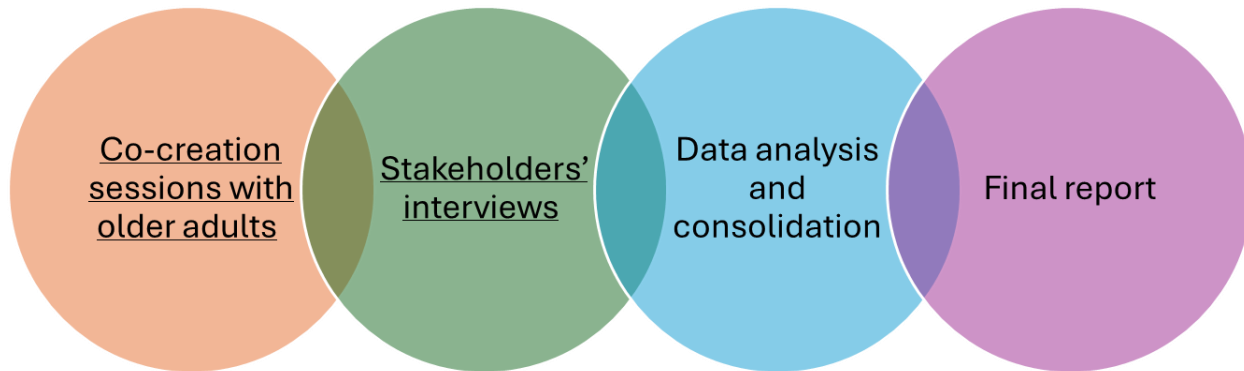 Co-creation
sessions with
older adults
Stakeholders’
interviews
Data analysis
and
consolidation
Final report